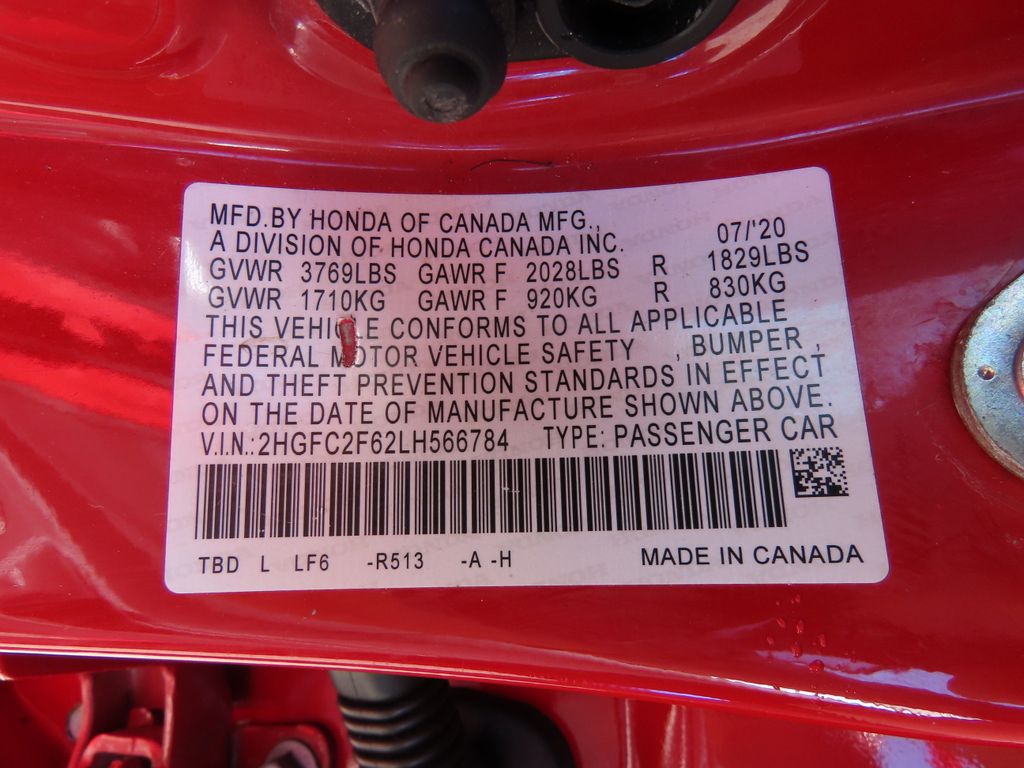 MFD.BY HONDA OF CANADA MFG.,
A DIVISION OF HONDA CANADA INC. 07/'20
GVWR 3769LBS GAWR F 2028LBS R 1829LBS
GVWR 1710KG GAWR F 920KG R 830KG
THIS VEHICLE CONFORMS TO ALL APPLICABLE
FEDERAL MOTOR VEHICLE SAFETY , BUMPER ,
AND THEFT PREVENTION STANDARDS IN EFFECT
ON THE DATE OF MANUFACTURE SHOWN ABOVE.
V.I.N.:2HGFC2F62LH566784 TYPE: PASSENGER CAR
TBD L LF6 -R513 -A -H MADE IN CANADA